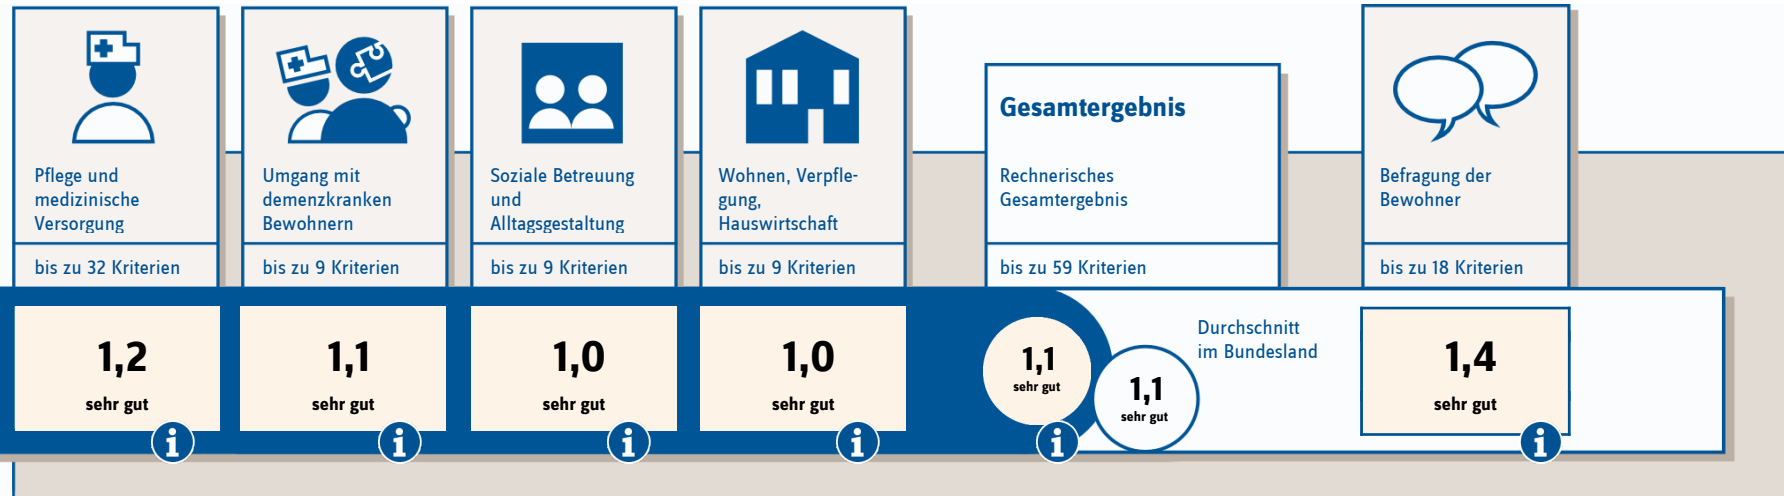 Pflege und
medizinische
Versorgung
bis zu 32 Kriterien
1,2
sehr gut
i
Umgang mit
demenzkranken
Bewohnern
bis zu 9 Kriterien
1,1
sehr gut
i
Soziale Betreuung
und
Alltagsgestaltung
bis zu 9 Kriterien
1,0
sehr gut
i
Wohnen, Verpfle-
gung,
Hauswirtschaft
bis zu 9 Kriterien
1,0
sehr gut
i
Gesamtergebnis
Rechnerisches
Gesamtergebnis
bis zu 59 Kriterien
1,1
sehr gut
i
Durchschnitt
im Bundesland
1,1
sehr gut
Befragung der
Bewohner
bis zu 18 Kriterien
1,4
sehr gut
i